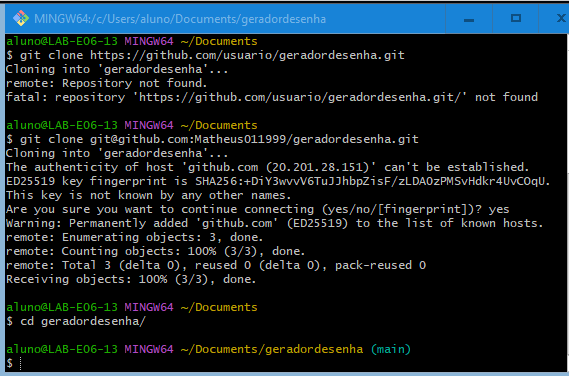 MINGW64:/c/Users/aluno/Documents/geradordesenha
aluno@LAB-E06-13 MINGW64 ~/Documents
$ git clone https://github.com/usuario/geradordesenha.git
Cloning into 'geradordesenha'...
remote: Repository not found.
fatal: repository 'https://github.com/usuario/geradordesenha.git/' not found
aluno@LAB-E06-13 MINGW64 ~/Documents
$ git clone git@github.com:Matheus011999/geradordesenha.git
Cloning into 'geradordesenha'...
The authenticity of host 'github.com (20.201.28.151)' can't be established.
ED25519 key fingerprint is SHA256:+DiY3wvvV6TuJJhbpZisF/zLDA0zPMSvHdkr4UvCOqU.
This key is not known by any other names.
Are you sure you want to continue connecting (yes/no/[fingerprint])? yes
Warning: Permanently added 'github.com' (ED25519) to the list of known hosts.
remote: Enumerating objects: 3, done.
remote: Counting objects: 100% (3/3), done.
remote: Total 3 (delta 0), reused 0 (delta 0), pack-reused 0
Receiving objects: 100% (3/3), done.
aluno@LAB-E06-13 MINGW64 ~/Documents
$ cd geradordesenha/
aluno@LAB-E06-13 MINGW64 ~/Documents/geradordesenha (main)
$